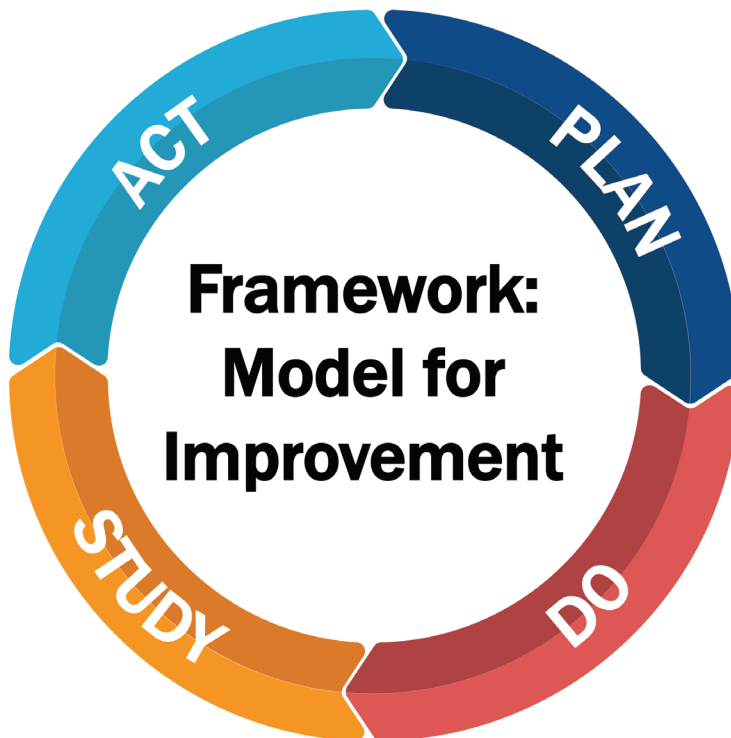 ACT
PLAN
Framework:
Model for
Improvement
STUDY
DO